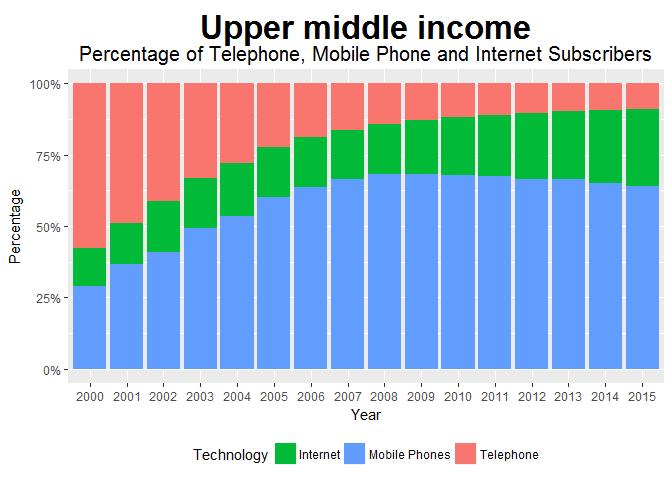 Upper middle income
Percentage of Telephone, Mobile Phone and Internet Subscribers
100%
75%
50%
25%
0%
Percentage
2000 2001 2002 2003 2004 2005 2006 2007 2008 2009 2010 2011 2012 2013 2014 2015
Year
Technology Internet Mobile Phones Telephone